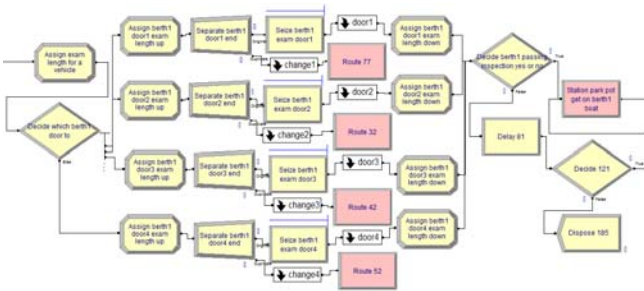 Assign exam
length for a
vehicle
Decide which berth1
door to
Else
Assign berth1
door1 exam
length up
Separate berth1
door1 end
Seize berth1
exam door1
door1
change1
Route 77
Assign berth1
door1 exam
length down
Assign berth1
door2 exam
length up
Separate berth1
door2 end
Seize berth1
exam door2
door2
change2
Route 32
Assign berth1
door2 exam
length down
Assign berth1
door3 exam
length up
Separate berth1
door3 end
Seize berth1
exam door3
door3
change3
Route 42
Assign berth1
door3 exam
length down
Assign berth1
door4 exam
length up
Separate berth1
door4 end
Seize berth1
exam door4
door4
change4
Route 52
Assign berth1
door4 exam
length down
Decide berth1 passing
inspection yes or no
True
False
Station park pot
get on berth1
boat
Delay 81
Decide 121
True
False
Dispose 185